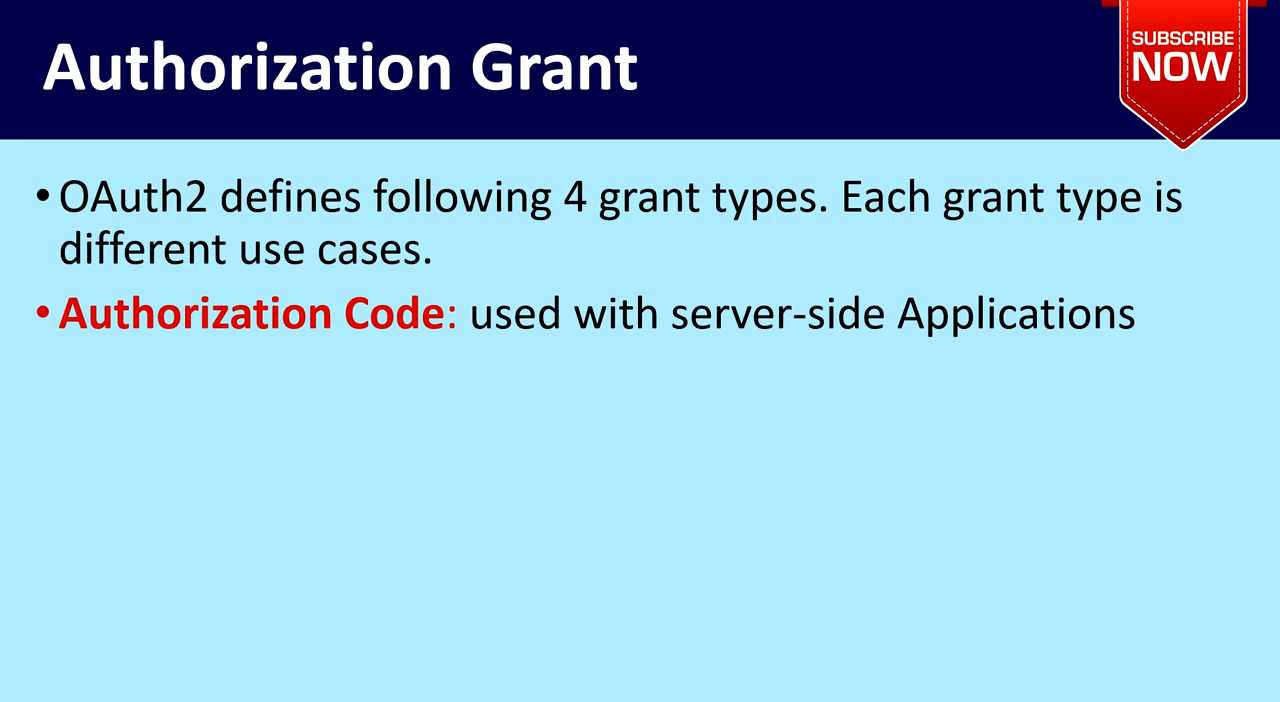 Authorization Grant
SUBSCRIBE
NOW
• OAuth2 defines following 4 grant types. Each grant type is
different use cases.
• Authorization Code: used with server-side Applications